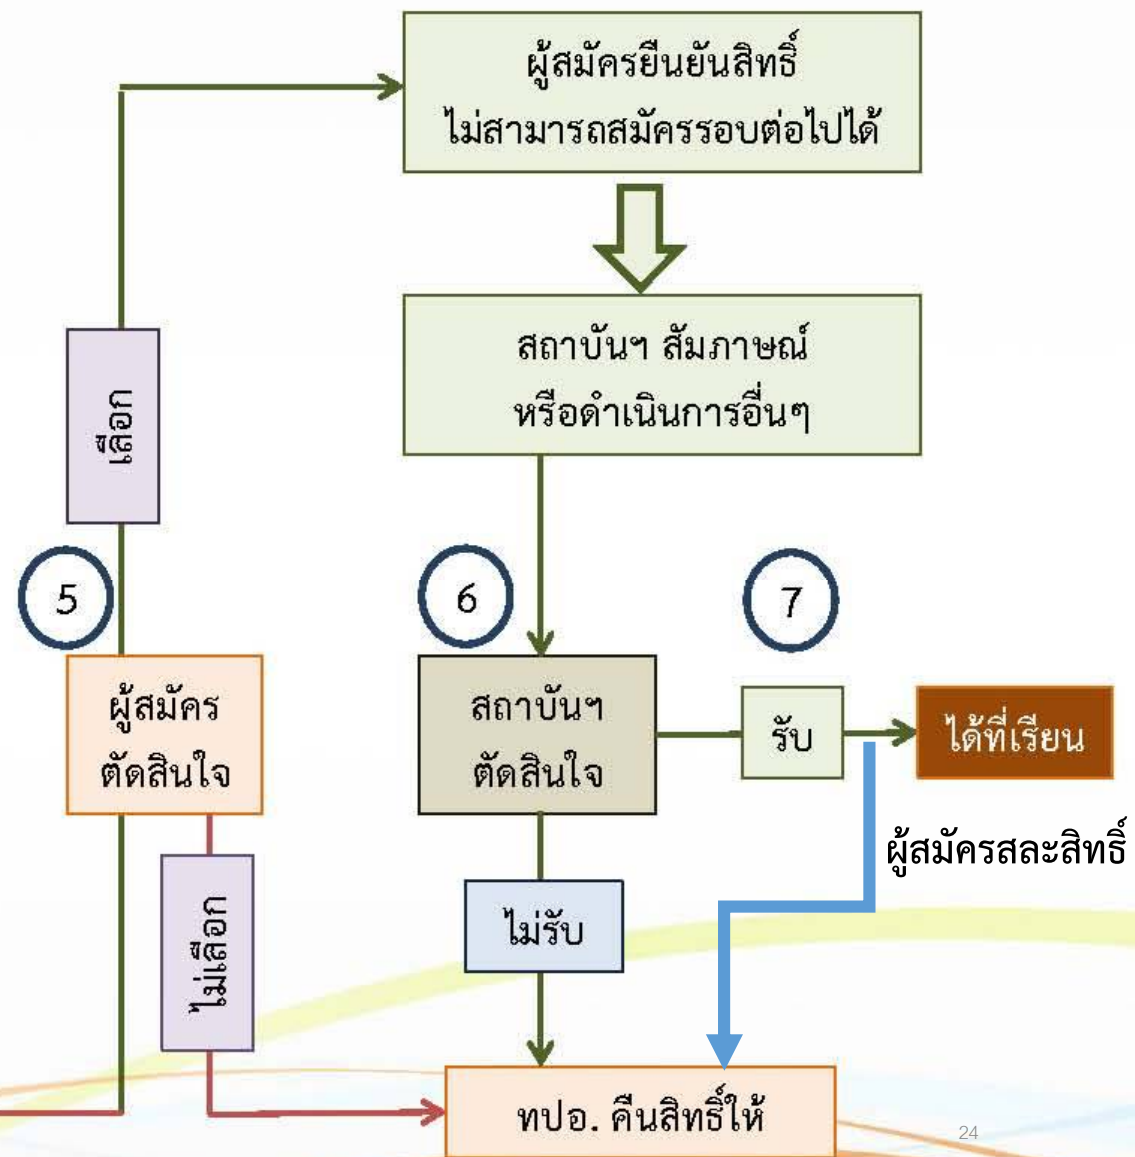 ผู้สมัครยืนยันสิทธิ์
ไม่สามารถสมัครรอบต่อไปได้
สถาบันฯ สัมภาษณ์
หรือดำเนินการอื่นๆ
เลือก
5
6
7
ผู้สมัคร
ตัดสินใจ
สถาบันฯ
ตัดสินใจ
รับ
ได้ที่เรียน
ผู้สมัครสละสิทธิ์
ไม่เลือก
ไม่รับ
ทปอ. คืนสิทธิ์ให้
24